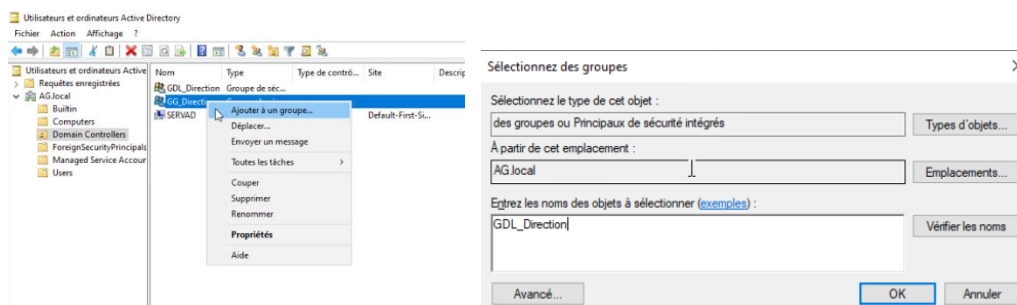 Utilisateurs et ordinateurs Active Directory
Fichier Action Affichage ?
Utilisateurs et ordinateurs Active
Requêtes enregistrées
AG.local
Builtin
Computers
Domain Controllers
ForeignSecurityPrincipals
Managed Service Accour
Users
Nom Type Type de contrô... Site Descrip
GDL_Direction Groupe de séc...
GG_Directi
SERVAD Default-First-Si...
Ajouter à un groupe...
Déplacer...
Envoyer un message
Toutes les tâches >
Couper
Supprimer
Renommer
Propriétés
Aide
Sélectionnez des groupes
Sélectionnez le type de cet objet :
des groupes ou Principaux de sécurité intégrés
Types d'objets...
À partir de cet emplacement :
AG.local
Emplacements...
Entrez les noms des objets à sélectionner (exemples) :
GDL_Direction
Vérifier les noms
Avancé...
OK
Annuler